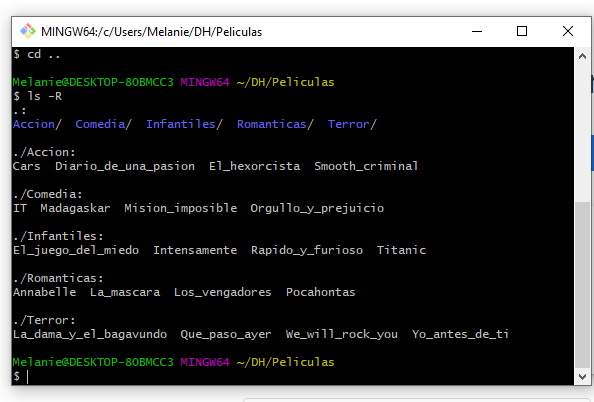 MINGW64:/c/Users/Melanie/DH/Peliculas
$ cd ..
Melanie@DESKTOP-8OBMCC3 MINGW64 ~/DH/Peliculas
$ ls -R
.:
Accion/  Comedia/  Infantiles/  Romanticas/  Terror/
./Accion:
Cars  Diario_de_una_pasion  El_hexorcista  Smooth_criminal
./Comedia:
IT  Madagaskar  Mision_imposible  Orgullo_y_prejuicio
./Infantiles:
El_juego_del_miedo  Intensamente  Rapido_y_furioso  Titanic
./Romanticas:
Annabelle  La_mascara  Los_vengadores  Pocahontas
./Terror:
La_dama_y_el_bagavundo  Que_paso_ayer  We_will_rock_you  Yo_antes_de_ti
Melanie@DESKTOP-8OBMCC3 MINGW64 ~/DH/Peliculas
$